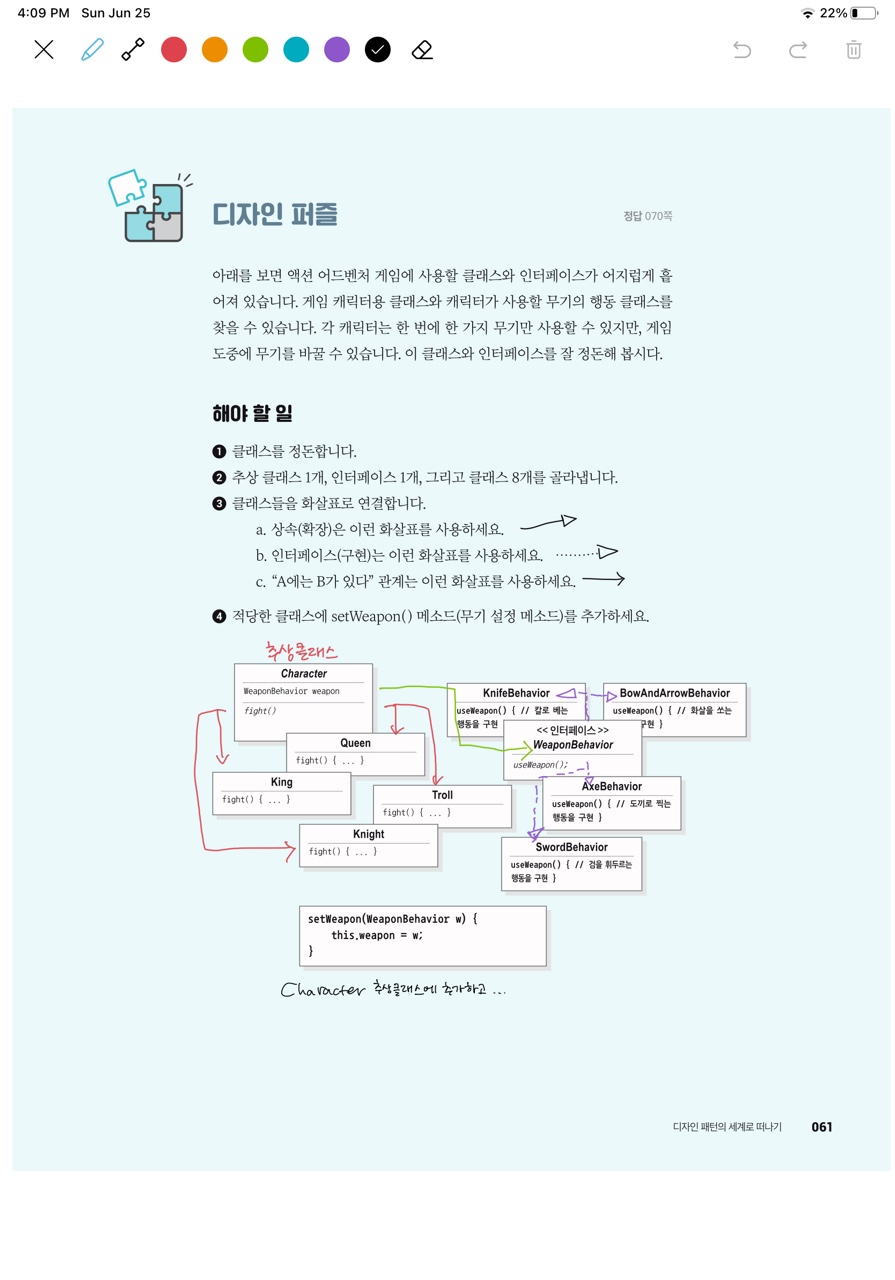 4:09 PM Sun Jun 25
22%
디자인 퍼즐
정답 070쪽
아래를 보면 액션 어드벤처 게임에 사용할 클래스와 인터페이스가 어지럽게 흩
어져 있습니다. 게임 캐릭터용 클래스와 캐릭터가 사용할 무기의 행동 클래스를
찾을 수 있습니다. 각 캐릭터는 한 번에 한 가지 무기만 사용할 수 있지만, 게임
도중에 무기를 바꿀 수 있습니다. 이 클래스와 인터페이스를 잘 정돈해 봅시다.
해야 할 일
1 클래스를 정돈합니다.
2 추상 클래스 1개, 인터페이스 1개, 그리고 클래스 8개를 골라냅니다.
3 클래스들을 화살표로 연결합니다.
a. 상속(확장)은 이런 화살표를 사용하세요.
b. 인터페이스(구현)는 이런 화살표를 사용하세요.
c. “A에는 B가 있다” 관계는 이런 화살표를 사용하세요.
4 적당한 클래스에 setWeapon() 메소드(무기 설정 메소드)를 추가하세요.
추상클래스
Character
WeaponBehavior weapon
fight()
Queen
fight() { ... }
King
fight() { ... }
Troll
fight() { ... }
Knight
fight() { ... }
KnifeBehavior
useWeapon() { // 칼로 베는
행동을 구현
BowAndArrowBehavior
useWeapon() { // 화살을 쏘는
구현 }
<< 인터페이스 >>
WeaponBehavior
useWeapon();
AxeBehavior
useWeapon() { // 도끼로 찍는
행동을 구현 }
SwordBehavior
useWeapon() { // 검을 휘두르는
행동을 구현 }
setWeapon(WeaponBehavior w) {
this.weapon = w;
}
Character 추상클래스에 추가하고 ...
디자인 패턴의 세계로 떠나기 061